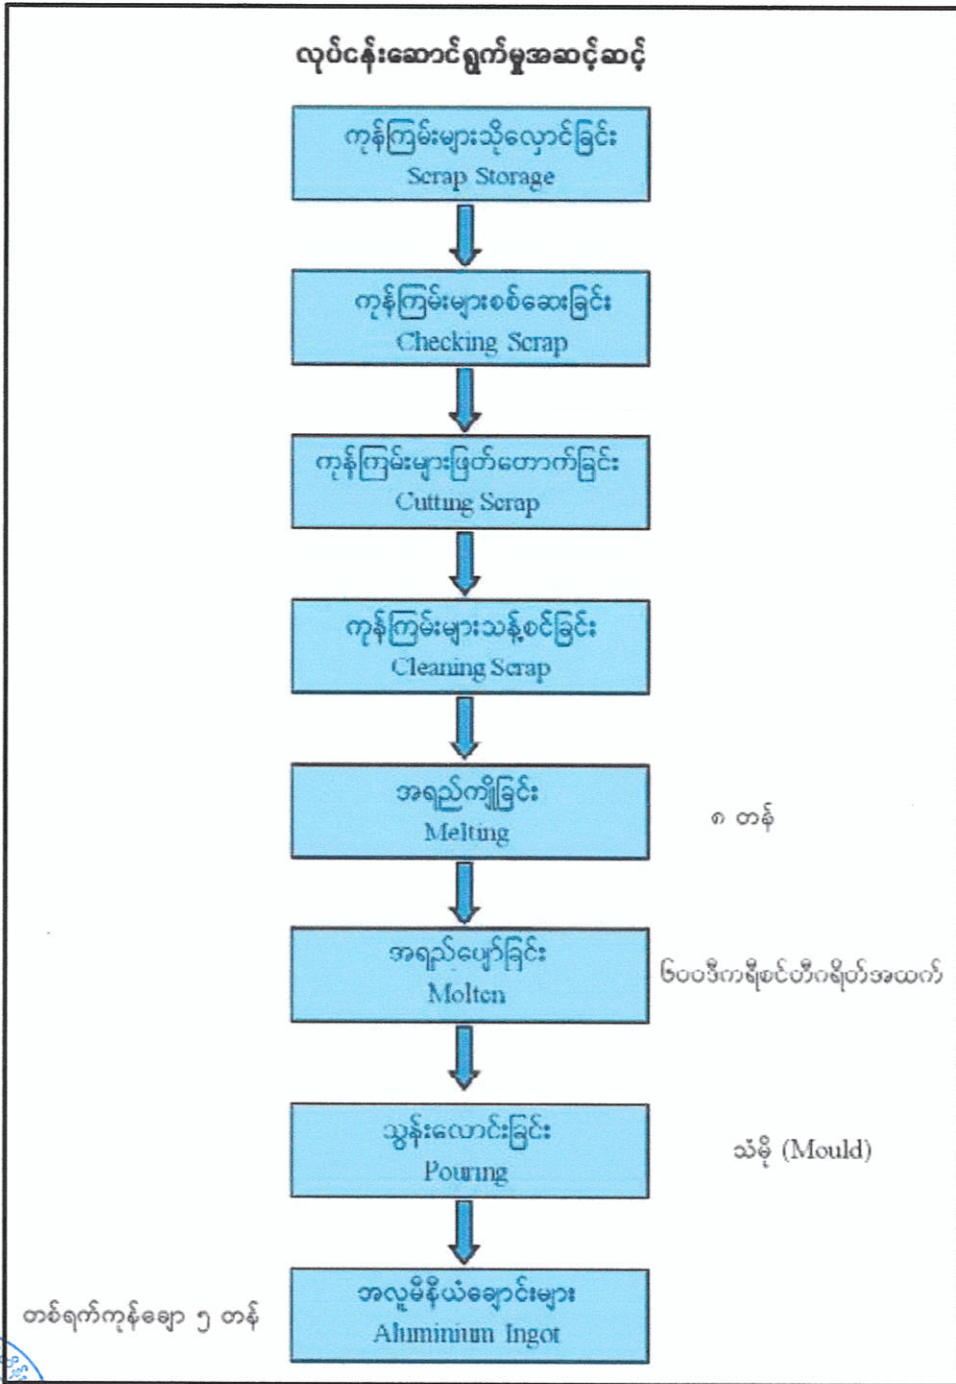 လုပ်ငန်းဆောင်ရွက်မှုအဆင့်ဆင့်
ကုန်ကြမ်းများသိုလှောင်ခြင်း
Scrap Storage
ကုန်ကြမ်းများစစ်ဆေးခြင်း
Checking Scrap
ကုန်ကြမ်းများဖြတ်တောက်ခြင်း
Cutting Scrap
ကုန်ကြမ်းများသန့်စင်ခြင်း
Cleaning Scrap
အရည်ကျိုခြင်း
Melting
၈ တန်
အရည်ပျော်ခြင်း
Molten
၆၀၀ဒီကရီစင်တီဂရိတ်အထက်
သွန်းလောင်းခြင်း
Pouring
သံမို (Mould)
အလူမီနီယံချောင်းများ
Aluminium Ingot
တစ်ရက်ကုန်ချော ၅ တန်